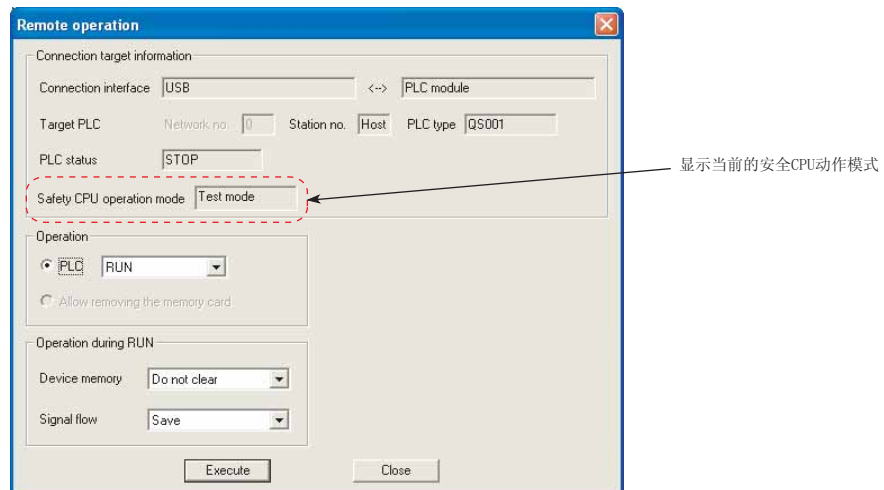 Remote operation
Connection target information
Connection interface USB <--> PLC module
Target PLC Network no. 0 Station no. Host PLC type QS001
PLC status STOP
显示当前的安全CPU动作模式
Safety CPU operation mode Test mode
Operation
PLC RUN
Allow removing the memory card
Operation during RUN
Device memory Do not clear
Signal flow Save
Execute Close